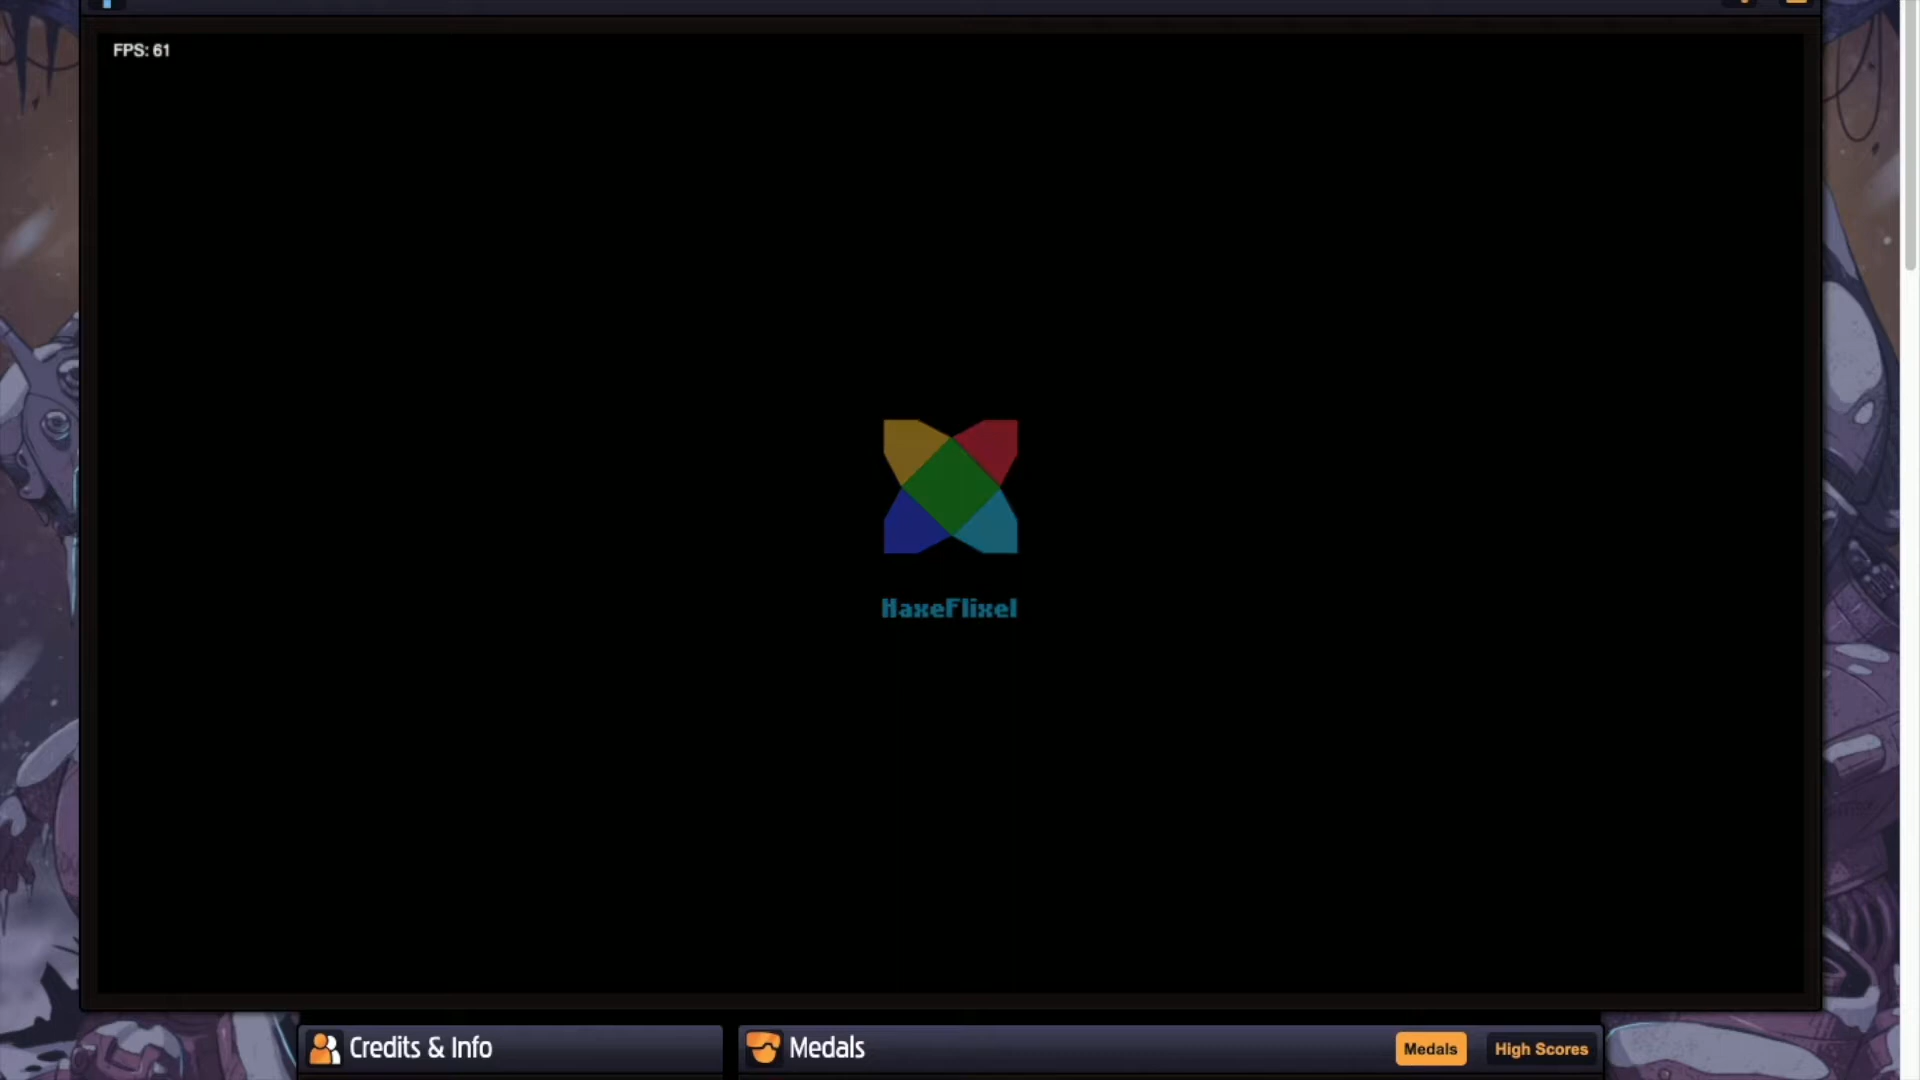 FPS: 61
HaxeFlixel
Credits & Info
Medals
Medals
High Scores